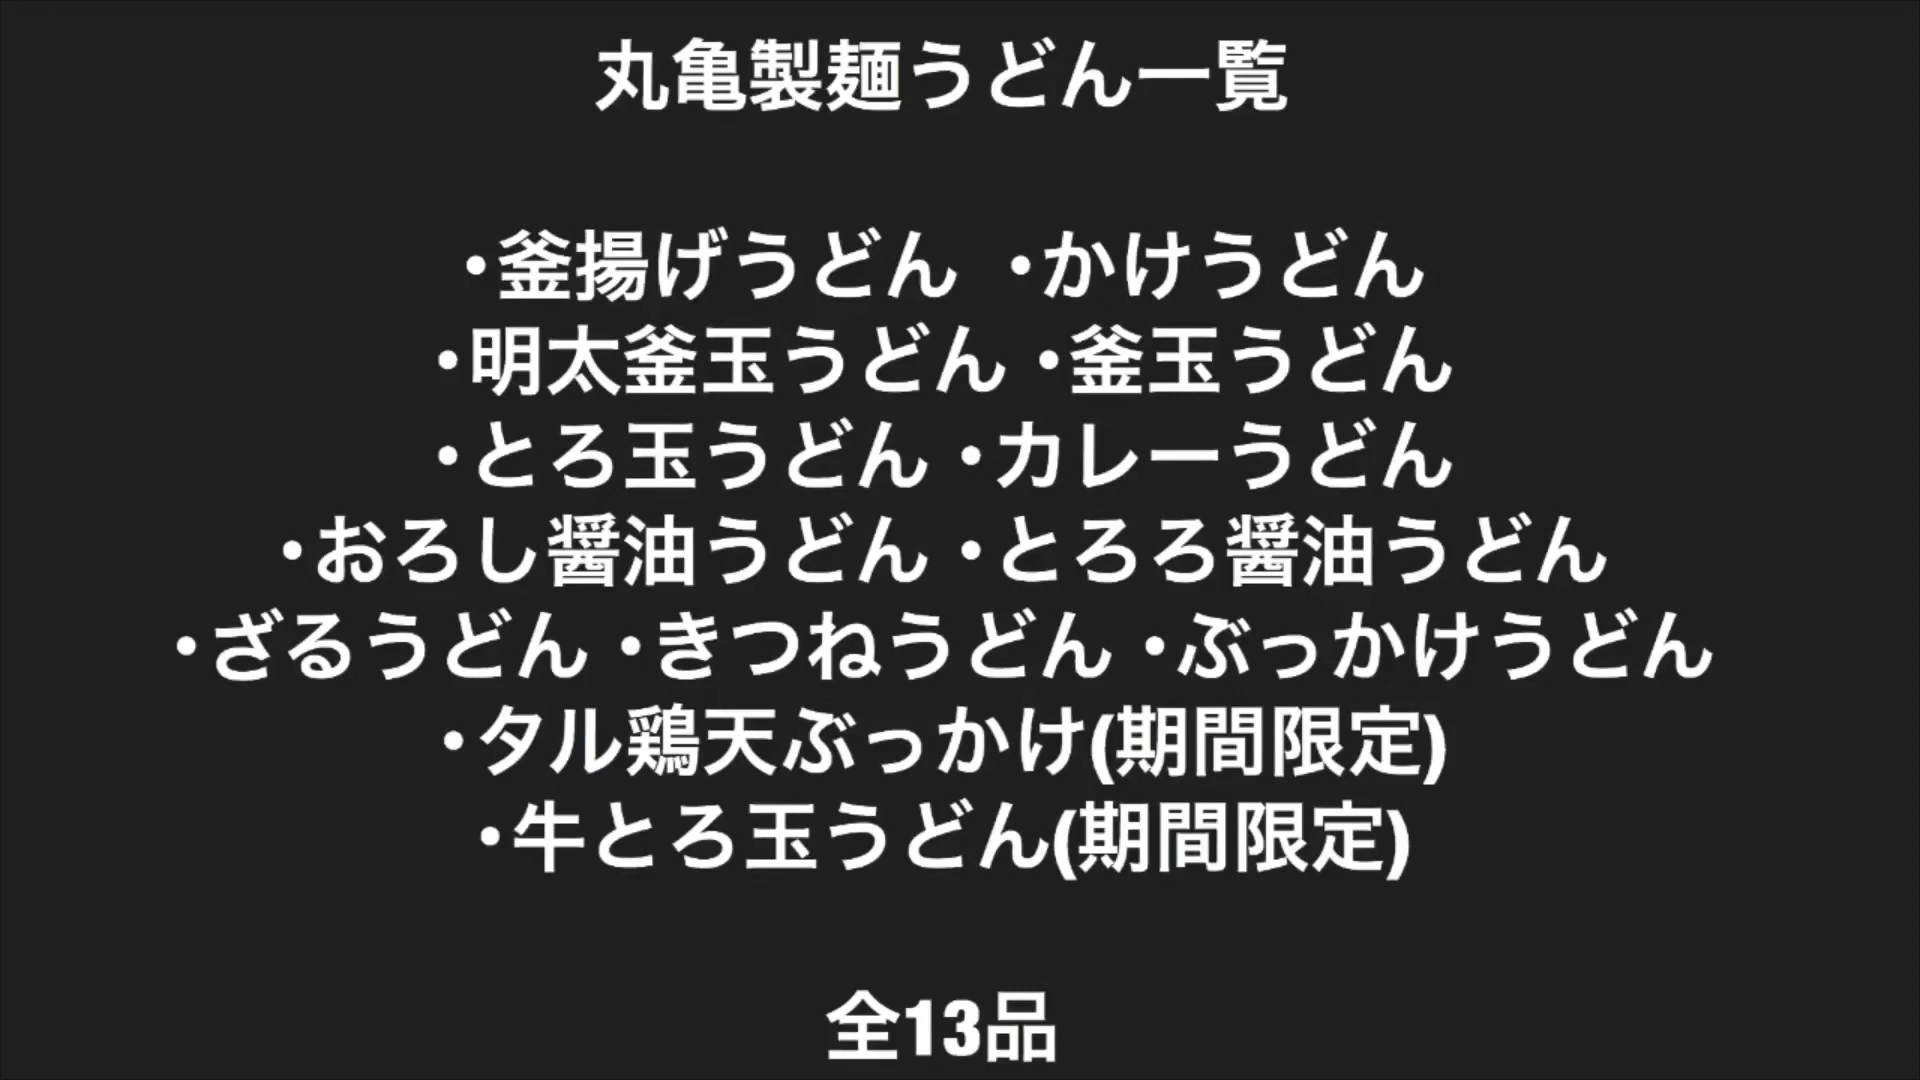 丸亀製麺うどん一覧
・釜揚げうどん ・かけうどん
・明太釜玉うどん ・釜玉うどん
・とろ玉うどん ・カレーうどん
・おろし醤油うどん ・とろろ醤油うどん
・ざるうどん ・きつねうどん ・ぶっかけうどん
・タル鶏天ぶっかけ(期間限定)
・牛とろ玉うどん(期間限定)
全13品